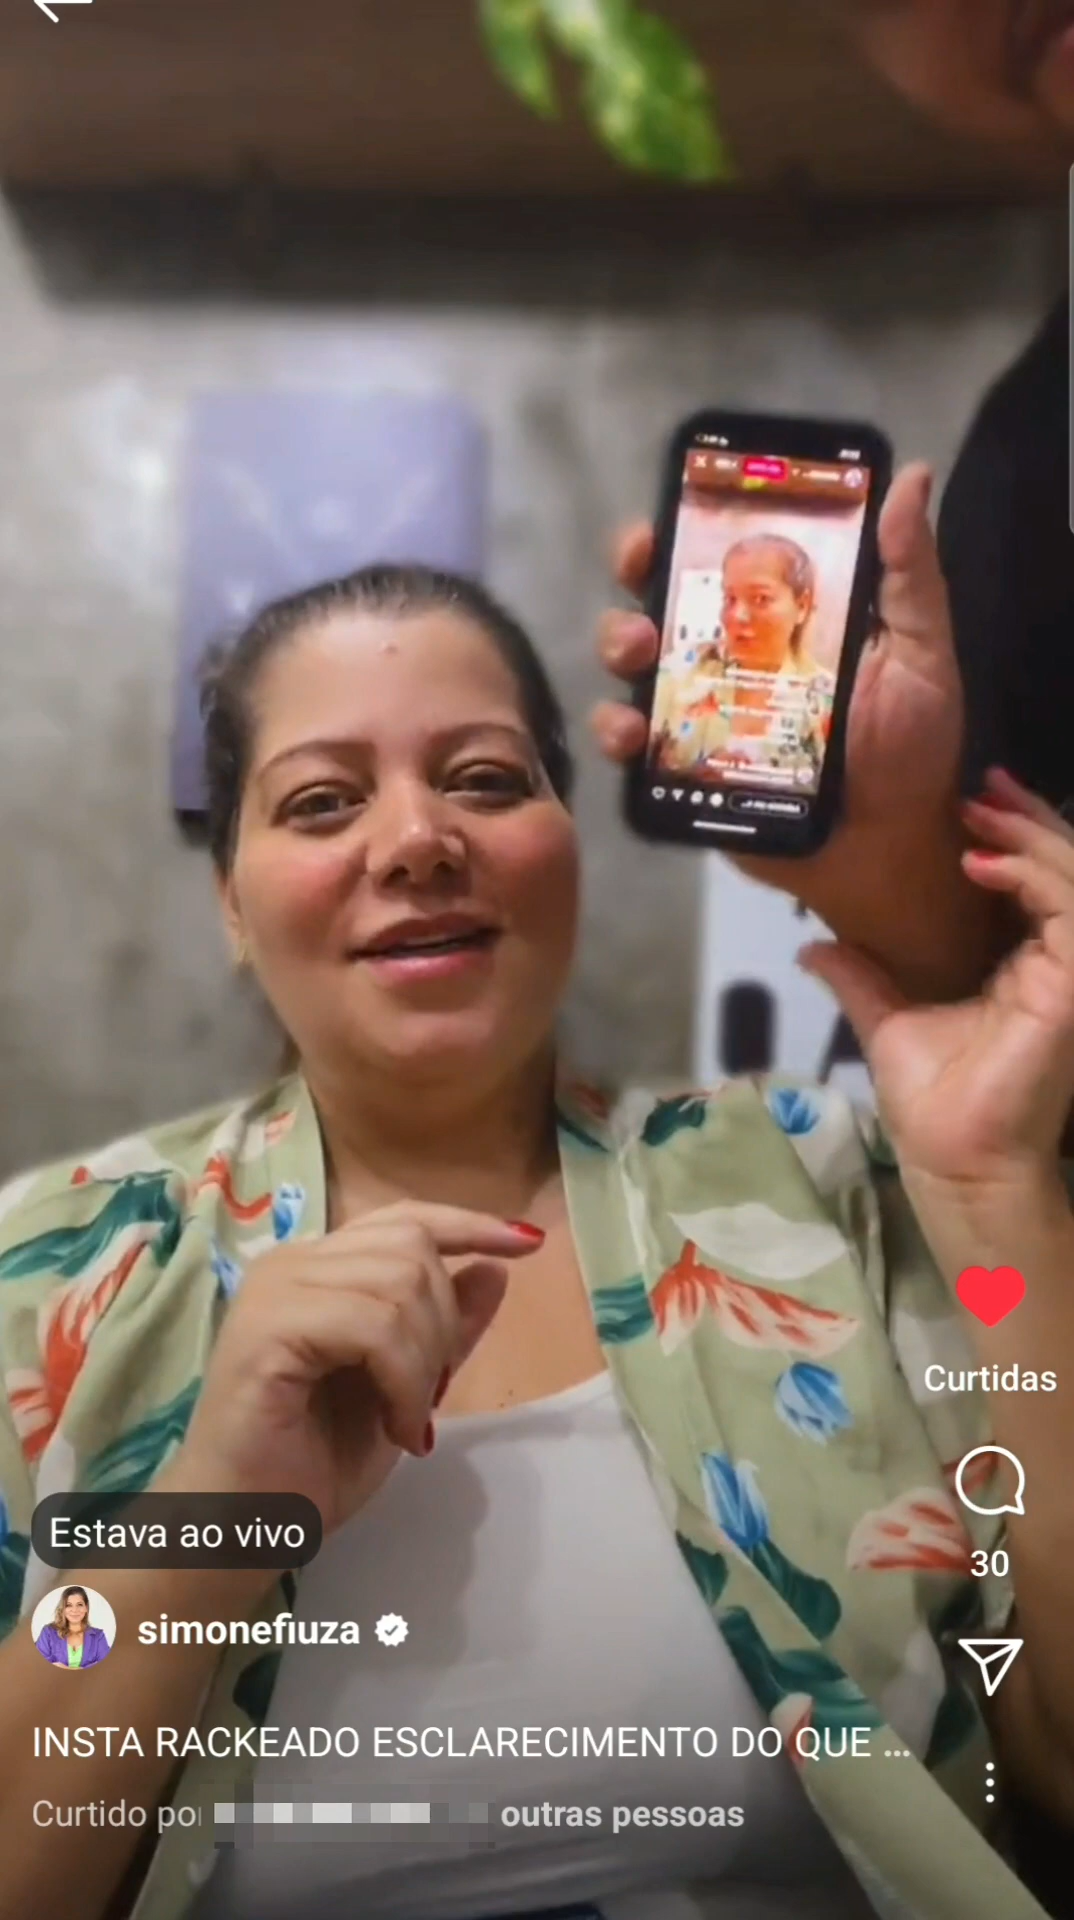 Estava ao vivo
simonefiuza
INSTA RACKEADO ESCLARECIMENTO DO QUE ...
Curtido por outras pessoas
Curtidas
30